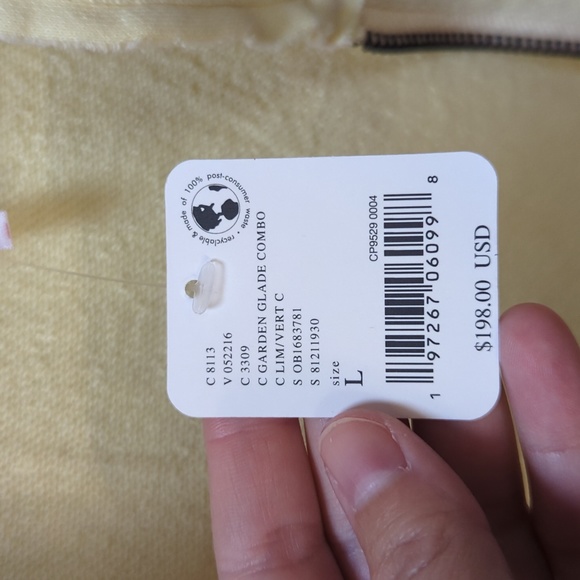 100% post-consumer waste • recyclable & made of
C 8113
V 052216
C 3309
C GARDEN GLADE COMBO
C LIM/VERT C
S OB1683781
S 81211930
size
L
CP9529 0004
1 97267 06099 8
$198.00 USD